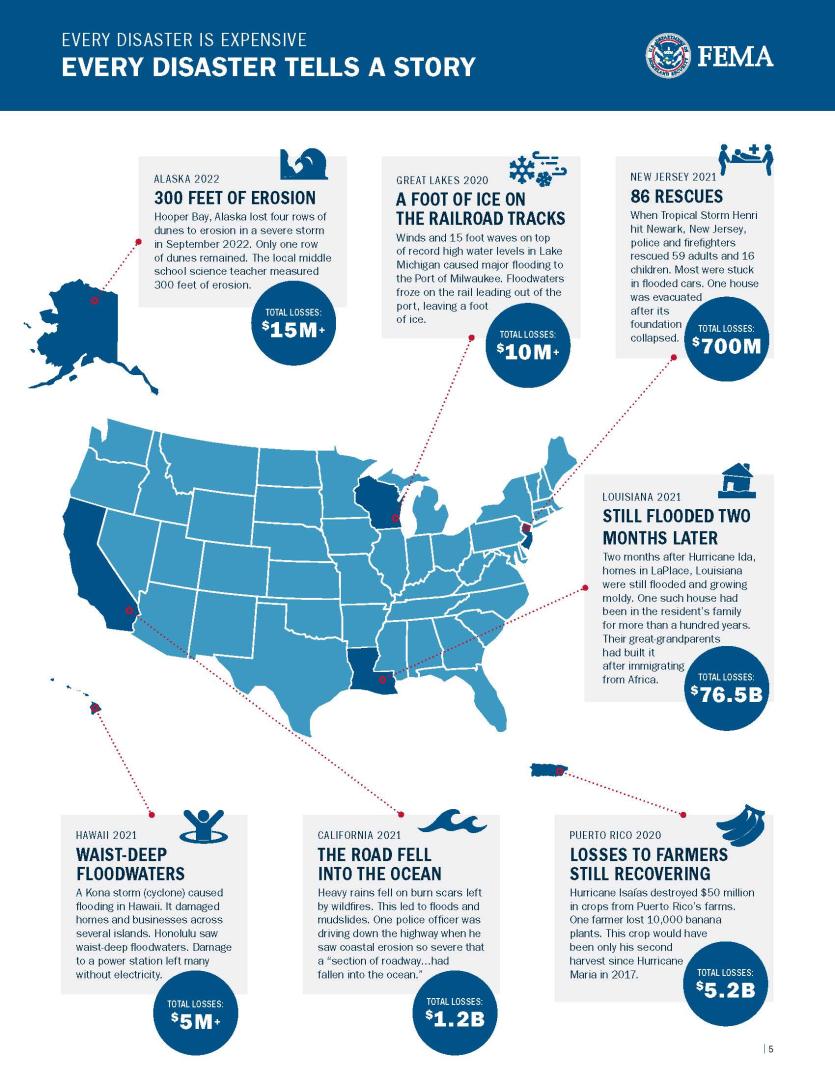 EVERY DISASTER IS EXPENSIVE
EVERY DISASTER TELLS A STORY
FEMA
ALASKA 2022
300 FEET OF EROSION
Hooper Bay, Alaska lost four rows of
dunes to erosion in a severe storm
in September 2022. Only one row
of dunes remained. The local middle
school science teacher measured
300 feet of erosion.
TOTAL LOSSES:
$15M+
GREAT LAKES 2020
A FOOT OF ICE ON
THE RAILROAD TRACKS
Winds and 15 foot waves on top
of record high water levels in Lake
Michigan caused major flooding to
the Port of Milwaukee. Floodwaters
froze on the rail leading out of the
port, leaving a foot
of ice.
TOTAL LOSSES:
$10M+
NEW JERSEY 2021
86 RESCUES
When Tropical Storm Henri
hit Newark, New Jersey,
police and firefighters
rescued 59 adults and 16
children. Most were stuck
in flooded cars. One house
was evacuated
after its
foundation
collapsed.
TOTAL LOSSES:
$700M
LOUISIANA 2021
STILL FLOODED TWO
MONTHS LATER
Two months after Hurricane Ida,
homes in LaPlace, Louisiana
were still flooded and growing
moldy. One such house had
been in the resident's family
for more than a hundred years.
Their great-grandparents
had built it
after immigrating
from Africa.
TOTAL LOSSES:
$76.5B
HAWAII 2021
WAIST-DEEP
FLOODWATERS
A Kona storm (cyclone) caused
flooding in Hawaii. It damaged
homes and businesses across
several islands. Honolulu saw
waist-deep floodwaters. Damage
to a power station left many
without electricity.
TOTAL LOSSES:
$5M+
CALIFORNIA 2021
THE ROAD FELL
INTO THE OCEAN
Heavy rains fell on burn scars left
by wildfires. This led to floods and
mudslides. One police officer was
driving down the highway when he
saw coastal erosion so severe that
a “section of roadway...had
fallen into the ocean.”
TOTAL LOSSES:
$1.2B
PUERTO RICO 2020
LOSSES TO FARMERS
STILL RECOVERING
Hurricane Isaías destroyed $50 million
in crops from Puerto Rico's farms.
One farmer lost 10,000 banana
plants. This crop would have
been only his second
harvest since Hurricane
Maria in 2017.
TOTAL LOSSES:
$5.2B
| 5